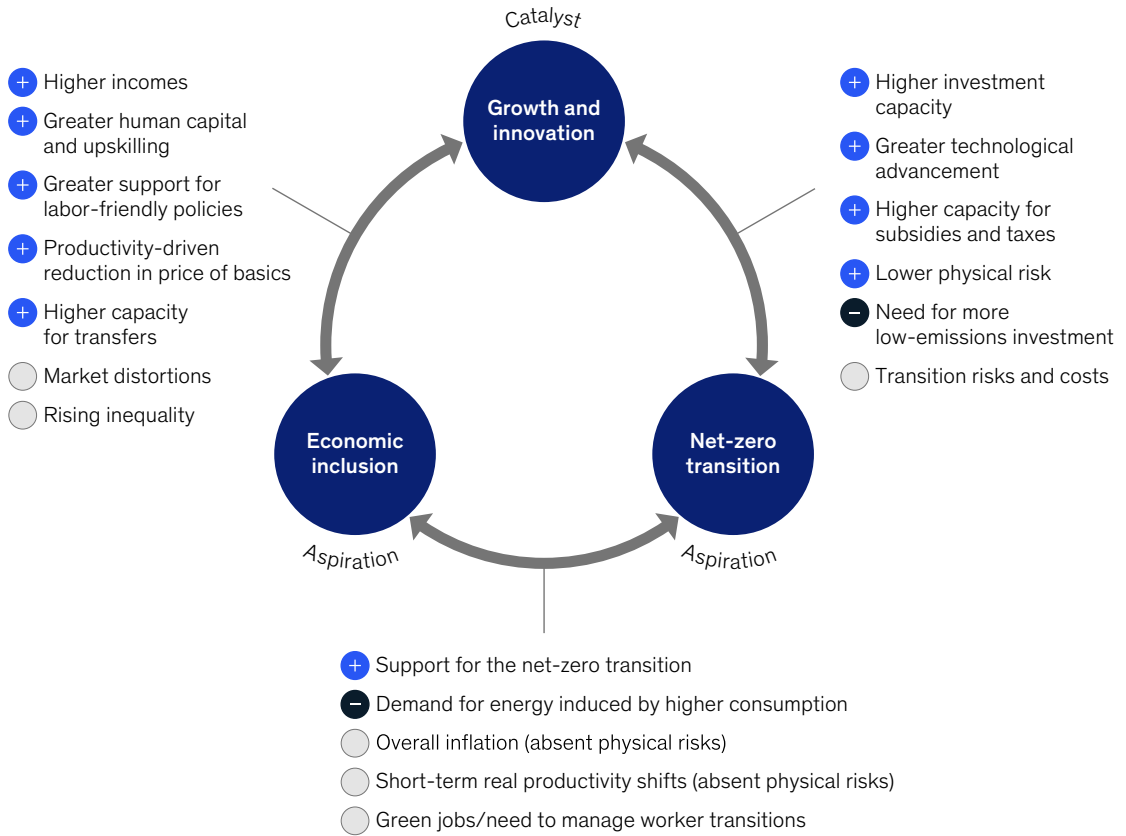 Catalyst
Growth and
innovation
+ Higher incomes
+ Greater human capital
and upskilling
+ Greater support for
labor-friendly policies
+ Productivity-driven
reduction in price of basics
+ Higher capacity
for transfers
Market distortions
Rising inequality
+ Higher investment
capacity
+ Greater technological
advancement
+ Higher capacity for
subsidies and taxes
+ Lower physical risk
− Need for more
low-emissions investment
Transition risks and costs
Economic
inclusion
Aspiration
Net-zero
transition
Aspiration
+ Support for the net-zero transition
− Demand for energy induced by higher consumption
Overall inflation (absent physical risks)
Short-term real productivity shifts (absent physical risks)
Green jobs/need to manage worker transitions